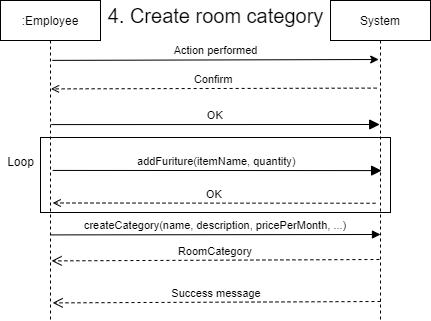 :Employee
4. Create room category
System
Action performed
Confirm
OK
Loop
addFuriture(itemName, quantity)
OK
createCategory(name, description, pricePerMonth, ...)
RoomCategory
Success message